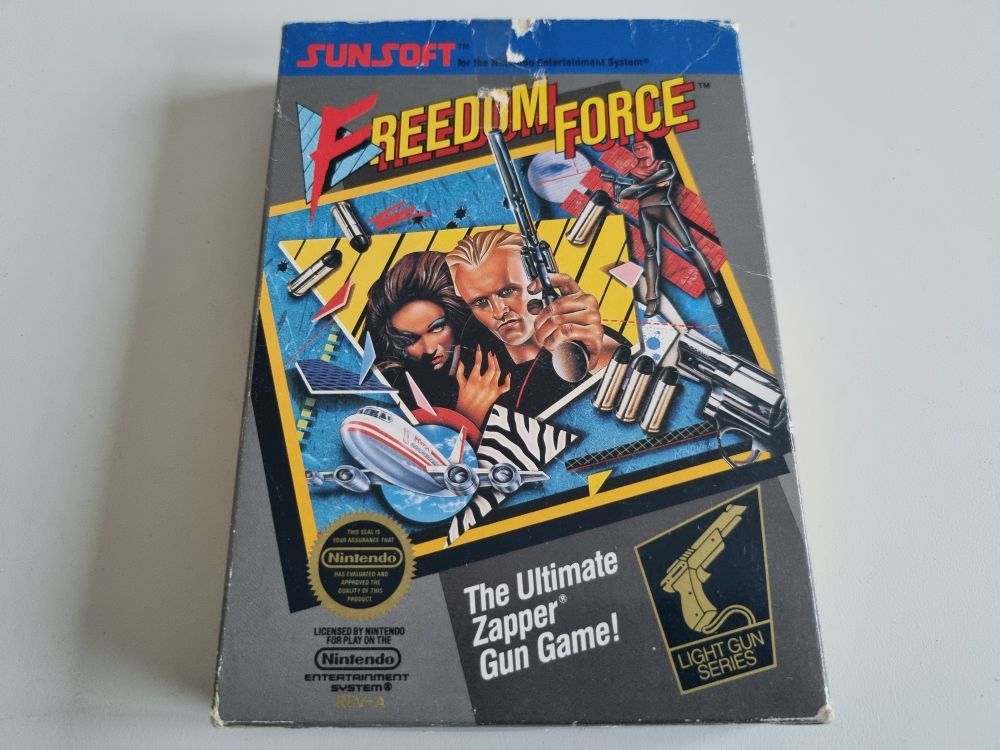 SUNSOFT™
for the Nintendo Entertainment System®
FREEDOM FORCE™
THIS SEAL IS
YOUR ASSURANCE THAT
Nintendo
HAS EVALUATED AND
APPROVED THE
QUALITY OF THIS
PRODUCT.
The Ultimate
Zapper®
Gun Game!
LIGHT GUN
SERIES
LICENSED BY NINTENDO
FOR PLAY ON THE
Nintendo
ENTERTAINMENT
SYSTEM®
REV-A